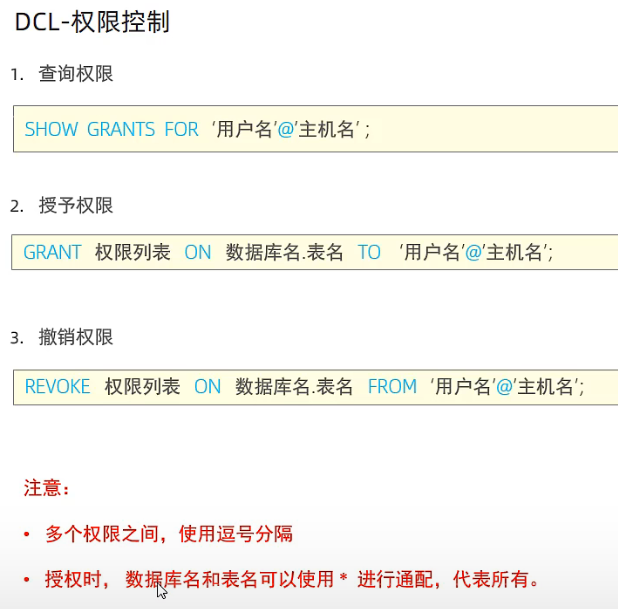 DCL-权限控制
1. 查询权限
SHOW GRANTS FOR '用户名'@'主机名' ;
2. 授予权限
GRANT 权限列表 ON 数据库名.表名 TO '用户名'@'主机名';
3. 撤销权限
REVOKE 权限列表 ON 数据库名.表名 FROM '用户名'@'主机名';
注意：
• 多个权限之间，使用逗号分隔
• 授权时， 数据库名和表名可以使用 * 进行通配，代表所有。